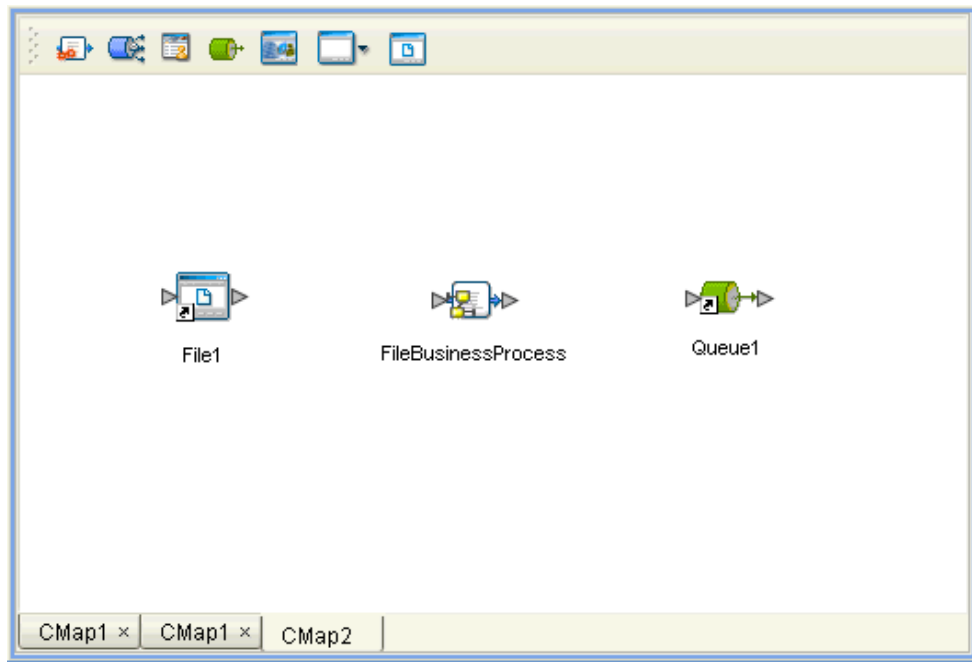 File1
FileBusinessProcess
Queue1
CMap1 ×
CMap1 ×
CMap2